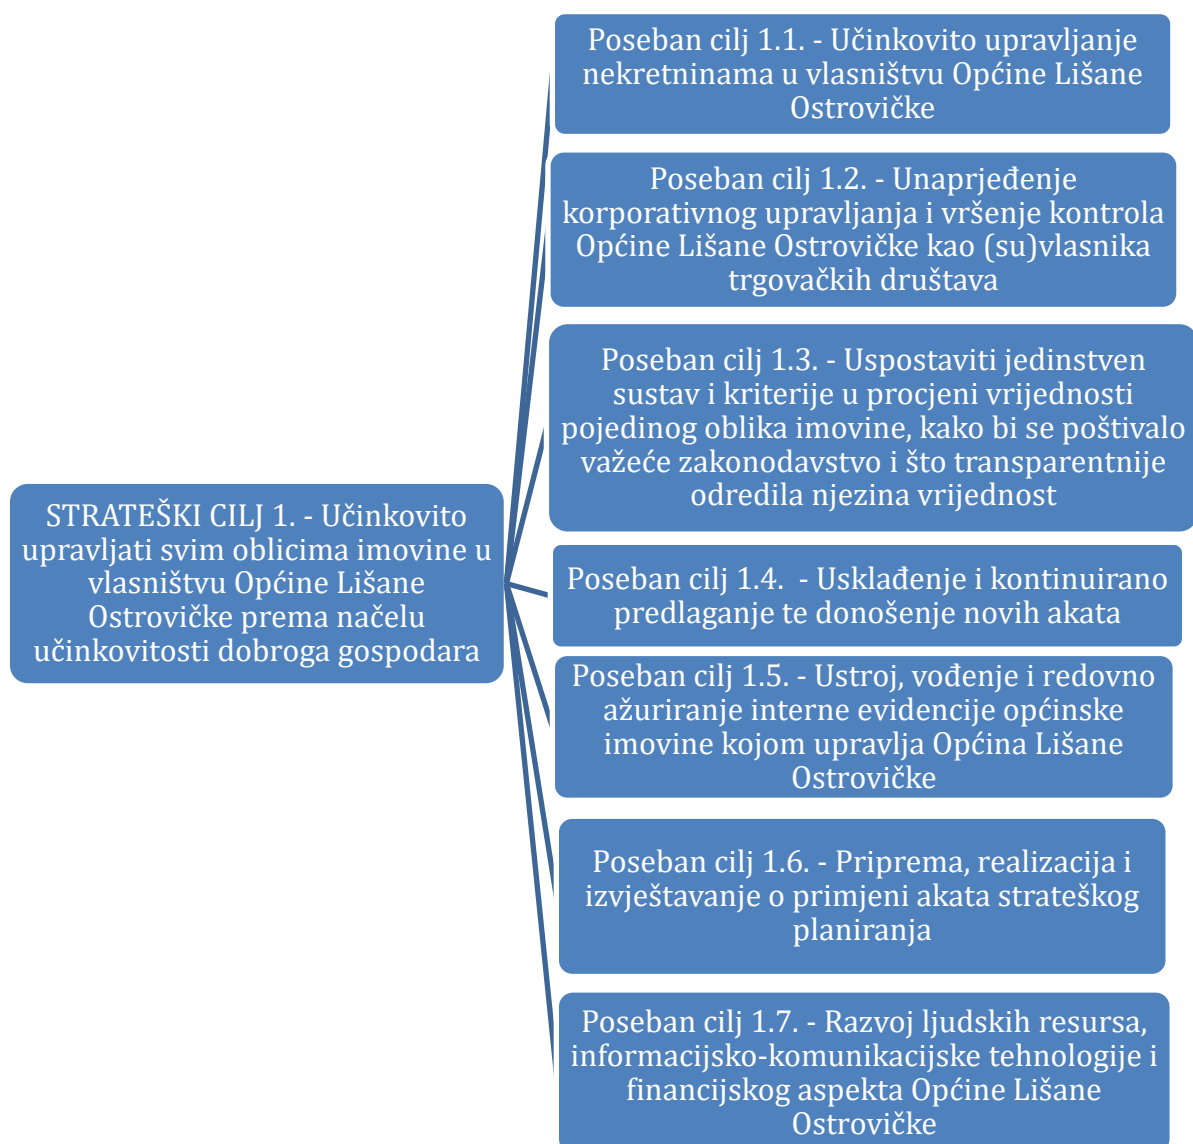 STRATEŠKI CILJ 1. - Učinkovito
upravljati svim oblicima imovine u
vlasništvu Općine Lišane
Ostrovičke prema načelu
učinkovitosti dobroga gospodara
Poseban cilj 1.1. - Učinkovito upravljanje
nekretninama u vlasništvu Općine Lišane
Ostrovičke
Poseban cilj 1.2. - Unaprjeđenje
korporativnog upravljanja i vršenje kontrola
Općine Lišane Ostrovičke kao (su)vlasnika
trgovačkih društava
Poseban cilj 1.3. - Uspostaviti jedinstven
sustav i kriterije u procjeni vrijednosti
pojedinog oblika imovine, kako bi se poštivalo
važeće zakonodavstvo i što transparentnije
odredila njezina vrijednost
Poseban cilj 1.4.  - Usklađenje i kontinuirano
predlaganje te donošenje novih akata
Poseban cilj 1.5. - Ustroj, vođenje i redovno
ažuriranje interne evidencije općinske
imovine kojom upravlja Općina Lišane
Ostrovičke
Poseban cilj 1.6. - Priprema, realizacija i
izvještavanje o primjeni akata strateškog
planiranja
Poseban cilj 1.7. - Razvoj ljudskih resursa,
informacijsko-komunikacijske tehnologije i
financijskog aspekta Općine Lišane
Ostrovičke